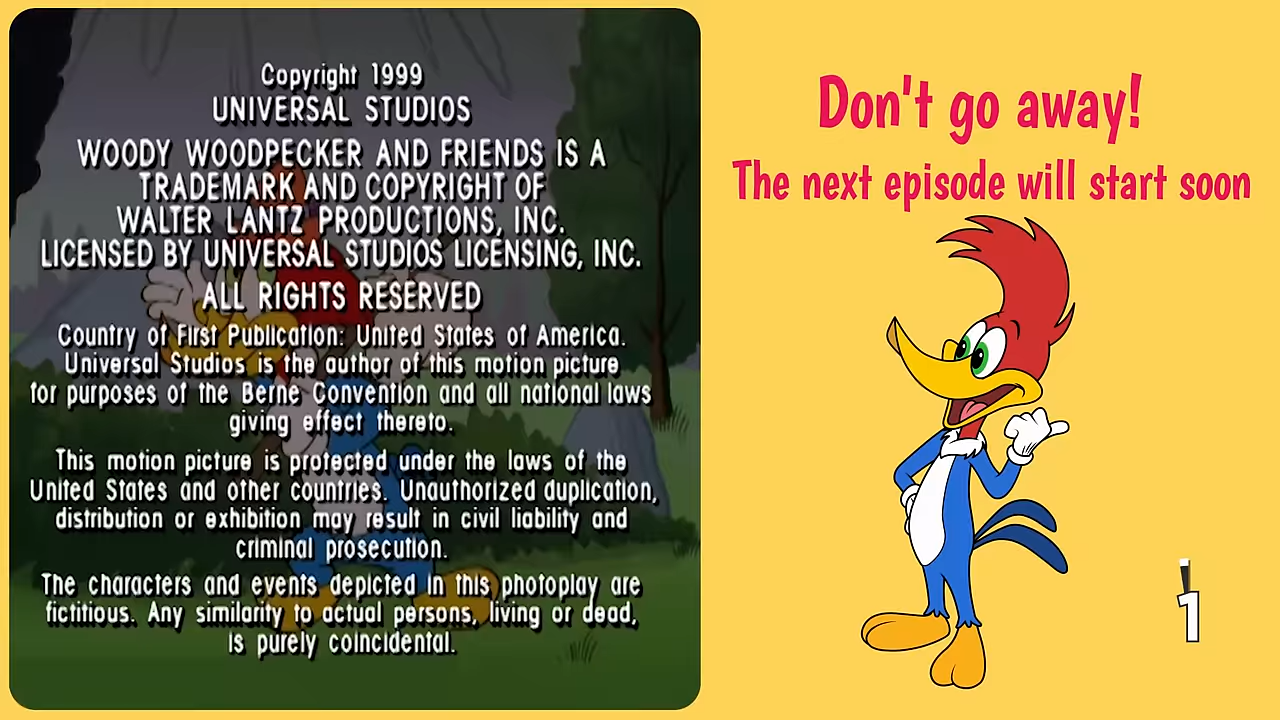 Copyright 1999
UNIVERSAL STUDIOS
WOODY WOODPECKER AND FRIENDS IS A
TRADEMARK AND COPYRIGHT OF
WALTER LANTZ PRODUCTIONS, INC.
LICENSED BY UNIVERSAL STUDIOS LICENSING, INC.
ALL RIGHTS RESERVED
Country of First Publication: United States of America.
Universal Studios is the author of this motion picture
for purposes of the Berne Convention and all national laws
giving effect thereto.
This motion picture is protected under the laws of the
United States and other countries. Unauthorized duplication,
distribution or exhibition may result in civil liability and
criminal prosecution.
The characters and events depicted in this photoplay are
fictitious. Any similarity to actual persons, living or dead,
is purely coincidental.
Don't go away!
The next episode will start soon
1